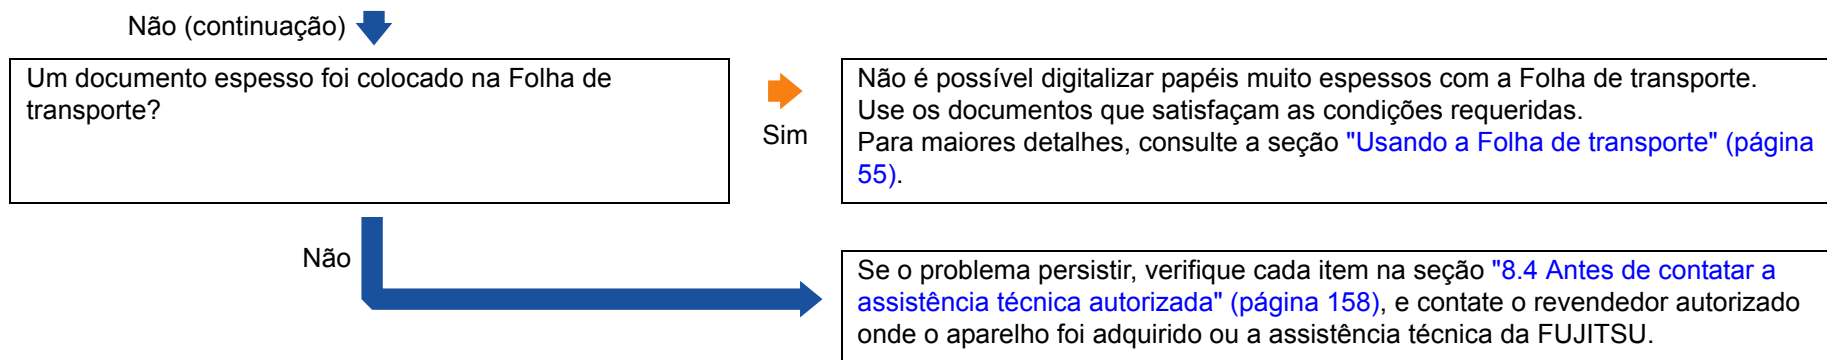 Não (continuação)
Um documento espesso foi colocado na Folha de
transporte?
Sim
Não é possível digitalizar papéis muito espessos com a Folha de transporte.
Use os documentos que satisfaçam as condições requeridas.
Para maiores detalhes, consulte a seção "Usando a Folha de transporte" (página
55).
Não
Se o problema persistir, verifique cada item na seção "8.4 Antes de contatar a
assistência técnica autorizada" (página 158), e contate o revendedor autorizado
onde o aparelho foi adquirido ou a assistência técnica da FUJITSU.